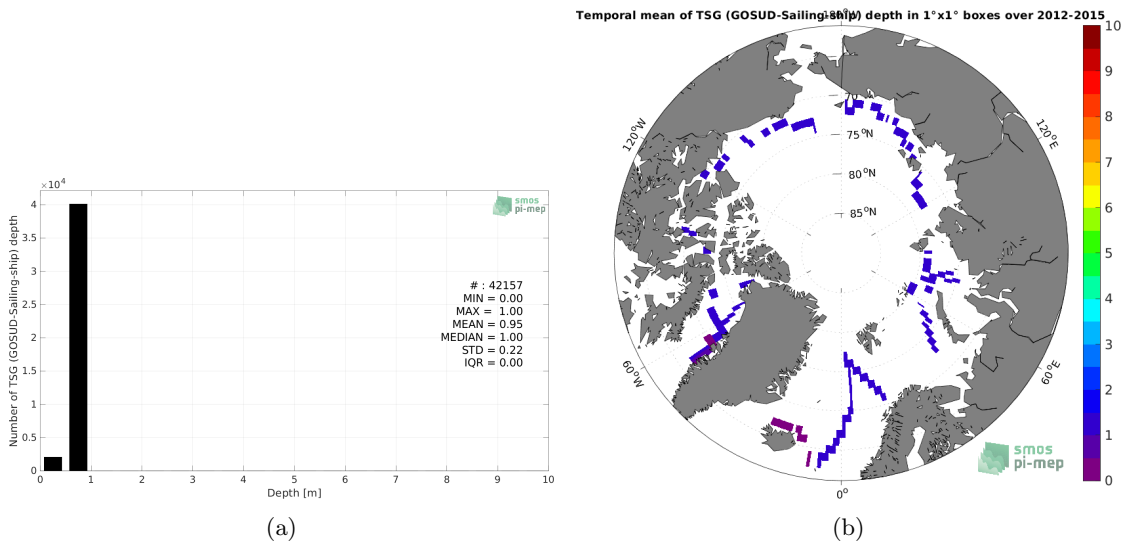 Temporal mean of TSG (GOSUD-Sailing-ship) depth in 1°x1° boxes over 2012-2015
×10⁴
Number of TSG (GOSUD-Sailing-ship) depth
4
3.5
3
2.5
2
1.5
1
0.5
0
0 1 2 3 4 5 6 7 8 9 10
Depth [m]
smos
pi-mep
# : 42157
MIN = 0.00
MAX = 1.00
MEAN = 0.95
MEDIAN = 1.00
STD = 0.22
IQR = 0.00
(a)
180°W
120°W
120°E
60°W
60°E
0°
75°N
80°N
85°N
10
9
8
7
6
5
4
3
2
1
0
smos
pi-mep
(b)